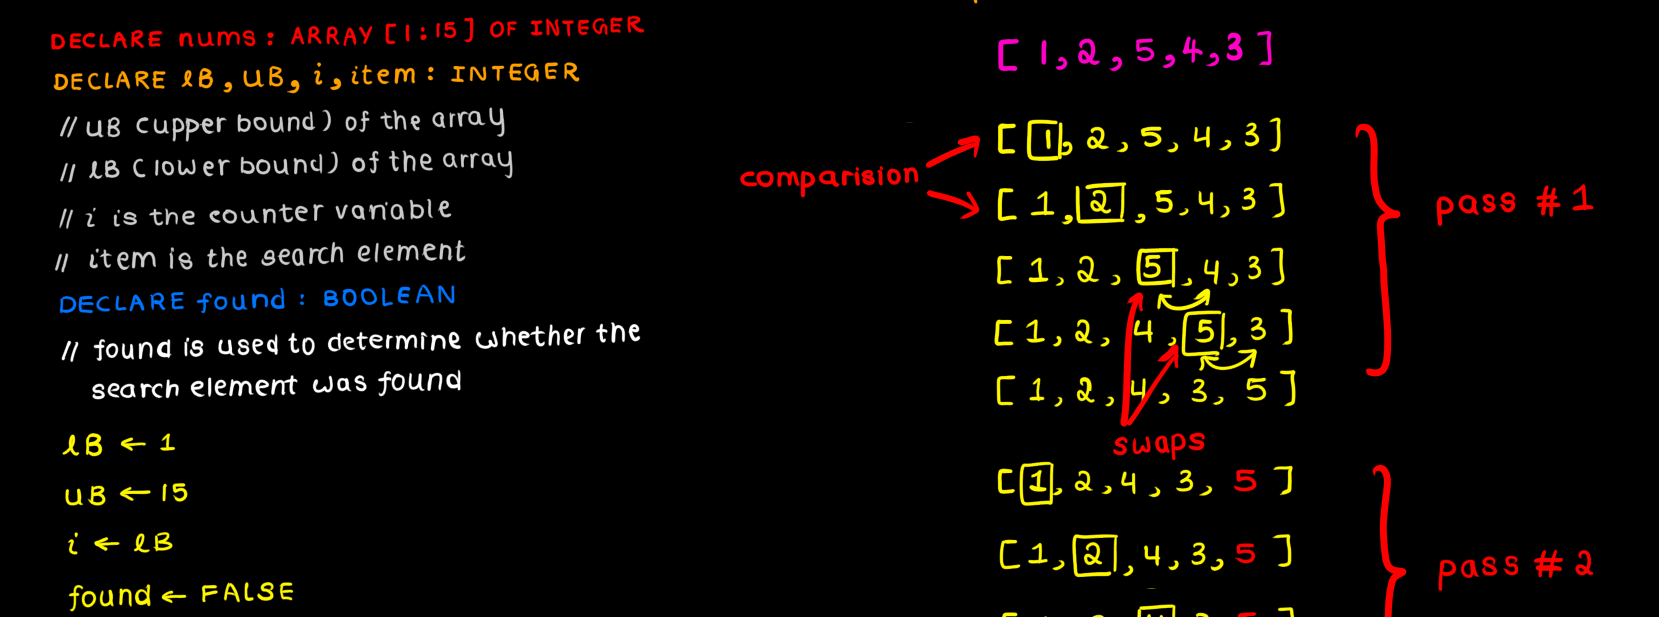 DECLARE nums : ARRAY [1:15] OF INTEGER
DECLARE lB, uB, i, item : INTEGER
// uB (upper bound) of the array
// lB (lower bound) of the array
// i is the counter variable
// item is the search element
DECLARE found : BOOLEAN
// found is used to determine whether the
search element was found
lB ← 1
uB ← 15
i ← lB
found ← FALSE
[ 1, 2, 5, 4, 3 ]
[ 1, 2, 5, 4, 3 ]
comparision
[ 1, 2, 5, 4, 3 ]
pass # 1
[ 1, 2, 5, 4, 3 ]
[ 1, 2, 4, 5, 3 ]
[ 1, 2, 4, 3, 5 ]
swaps
[ 1, 2, 4, 3, 5 ]
[ 1, 2, 4, 3, 5 ]
pass # 2